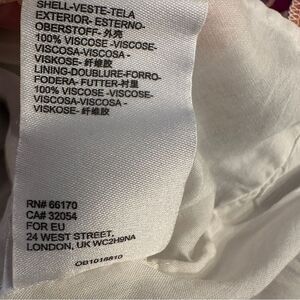 SHELL-VESTE-TELA
EXTERIOR- ESTERNO-
OBERSTOFF- 外壳
100% VISCOSE -VISCOSE-
VISCOSA-VISCOSA -
VISKOSE- 纤维胶
LINING-DOUBLURE-FORRO-
FODERA- FUTTER-衬里
100% VISCOSE -VISCOSE-
VISCOSA-VISCOSA -
VISKOSE- 纤维胶
RN# 66170
CA# 32054
FOR EU
24 WEST STREET,
LONDON, UK WC2H9NA
OB1018810